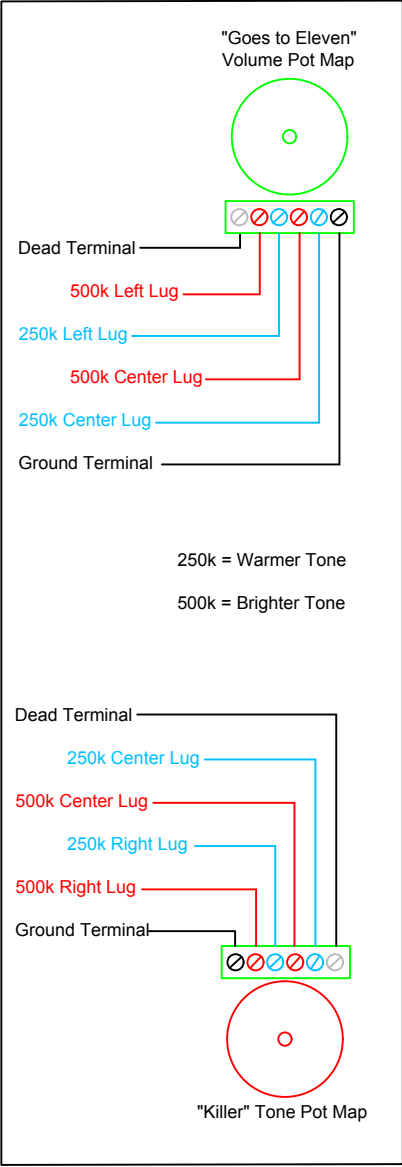 "Goes to Eleven"
Volume Pot Map
Dead Terminal
500k Left Lug
250k Left Lug
500k Center Lug
250k Center Lug
Ground Terminal
250k = Warmer Tone
500k = Brighter Tone
Dead Terminal
250k Center Lug
500k Center Lug
250k Right Lug
500k Right Lug
Ground Terminal
"Killer" Tone Pot Map